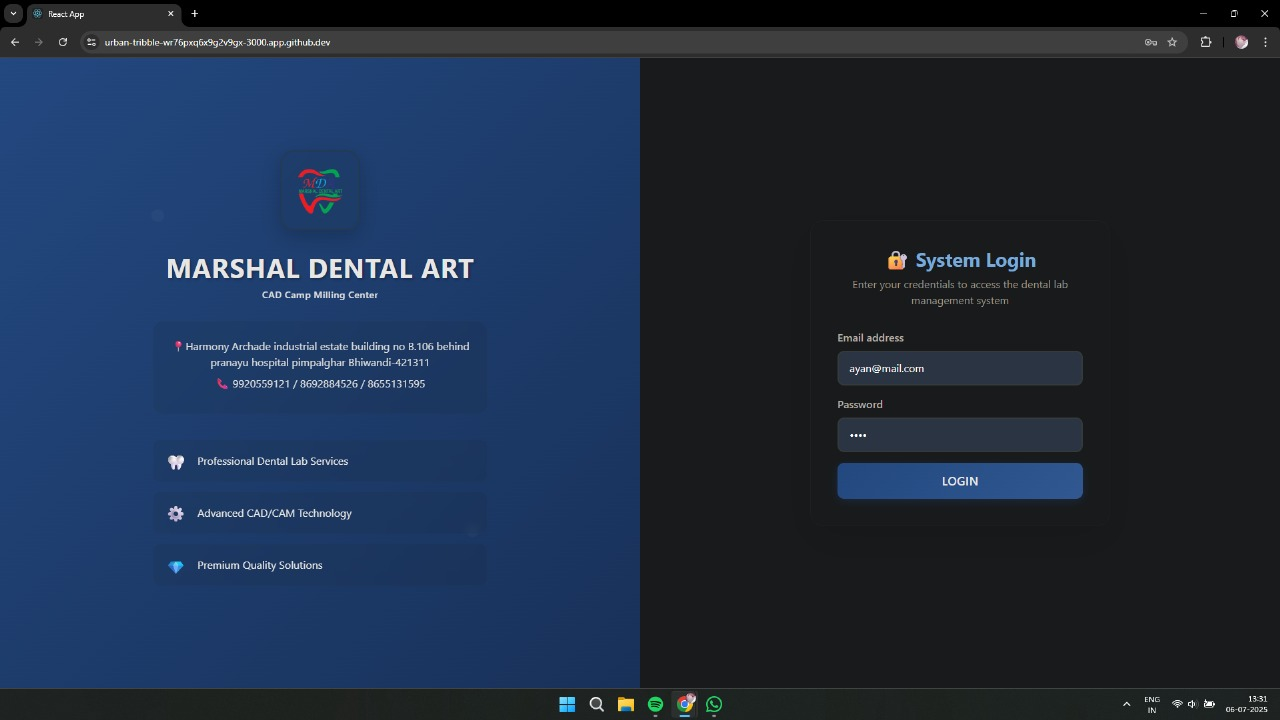 React App
urban-tribble-wr76pxq6x9g2v9gx-3000.app.github.dev
MD
MARSHAL DENTAL ART
MARSHAL DENTAL ART
CAD Camp Milling Center
Harmony Archade industrial estate building no B.106 behind
pranayu hospital pimpalghar Bhiwandi-421311
9920559121 / 8692884526 / 8655131595
Professional Dental Lab Services
Advanced CAD/CAM Technology
Premium Quality Solutions
System Login
Enter your credentials to access the dental lab
management system
Email address
ayan@mail.com
Password
••••
LOGIN
ENG
IN
13:31
06-07-2025